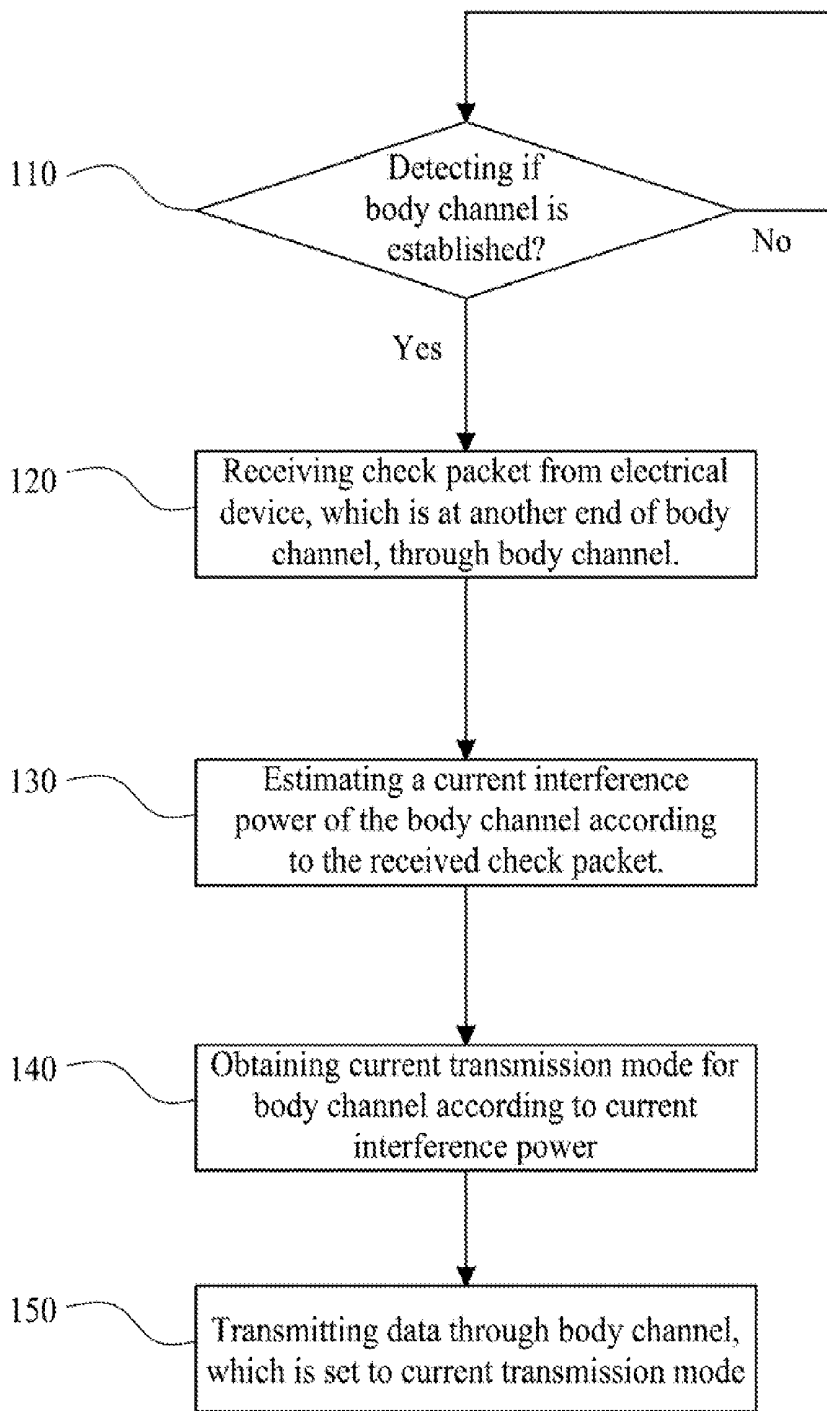 110
Detecting if
body channel is
established?
No
Yes
120
Receiving check packet from electrical
device, which is at another end of body
channel, through body channel.
130
Estimating a current interference
power of the body channel according
to the received check packet.
140
Obtaining current transmission mode for
body channel according to current
interference power
150
Transmitting data through body channel,
which is set to current transmission mode